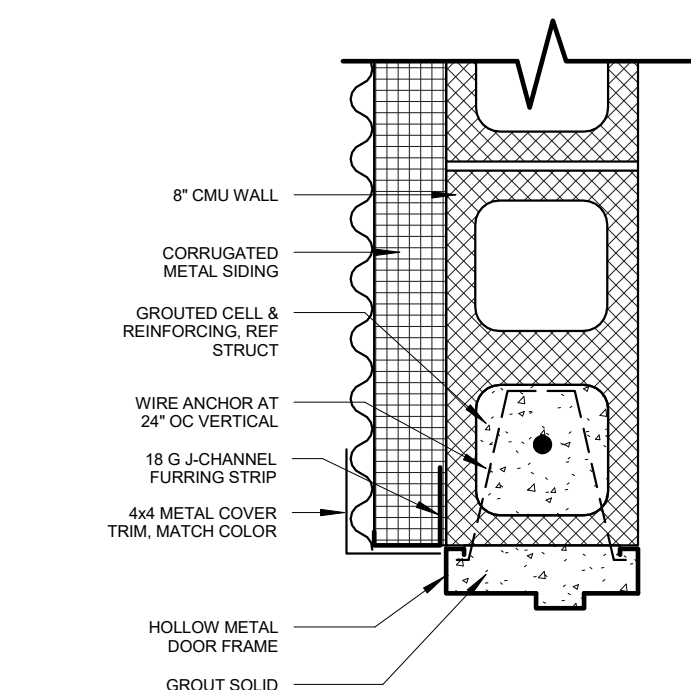 8" CMU WALL
CORRUGATED
METAL SIDING
GROUTED CELL &
REINFORCING, REF
STRUCT
WIRE ANCHOR AT
24" OC VERTICAL
18 G J-CHANNEL
FURRING STRIP
4x4 METAL COVER
TRIM, MATCH COLOR
HOLLOW METAL
DOOR FRAME
GROUT SOLID